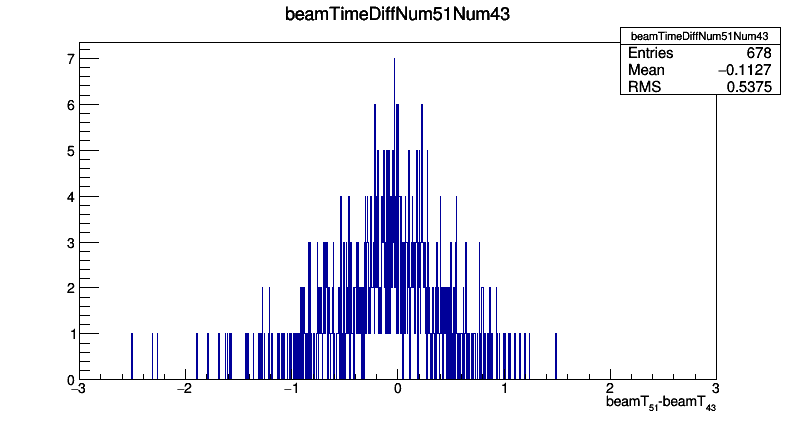 beamTimeDiffNum51Num43
beamTimeDiffNum51Num43
Entries 678
Mean −0.1127
RMS 0.5375
7
6
5
4
3
2
1
0
−3 −2 −1 0 1 2 3
beamT51-beamT43